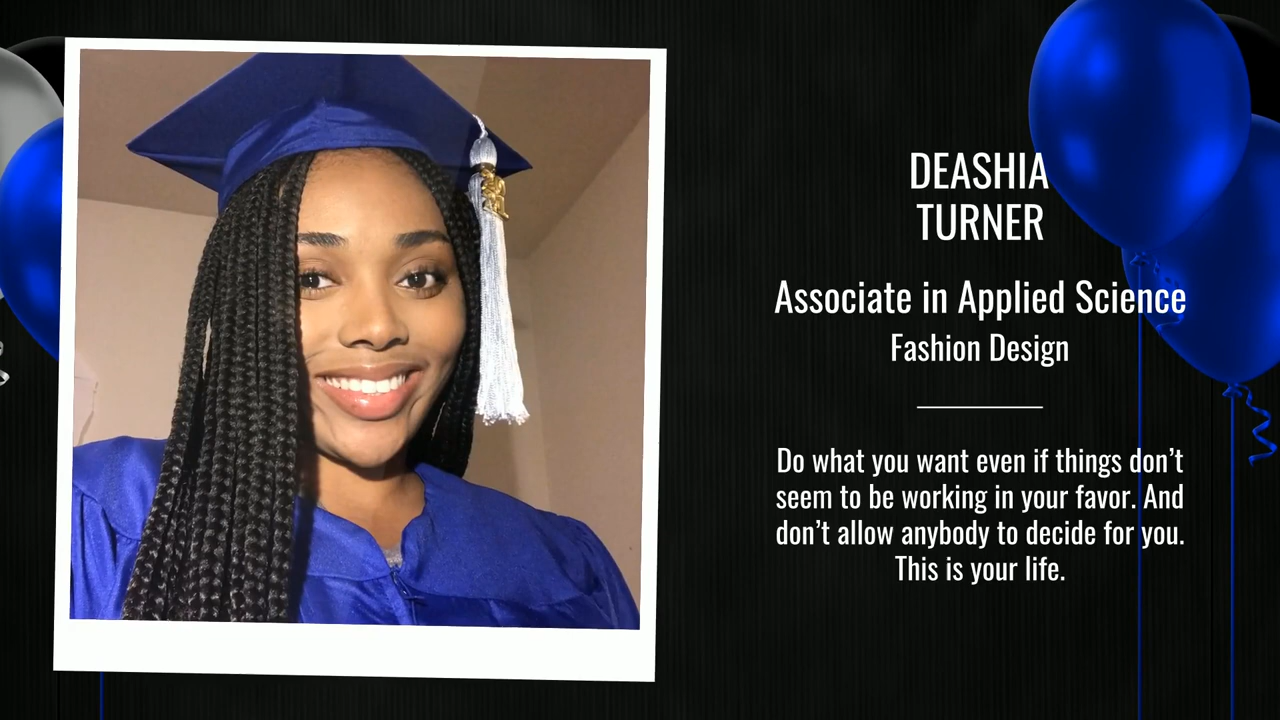 DEASHIA
TURNER
Associate in Applied Science
Fashion Design
Do what you want even if things don’t
seem to be working in your favor. And
don’t allow anybody to decide for you.
This is your life.